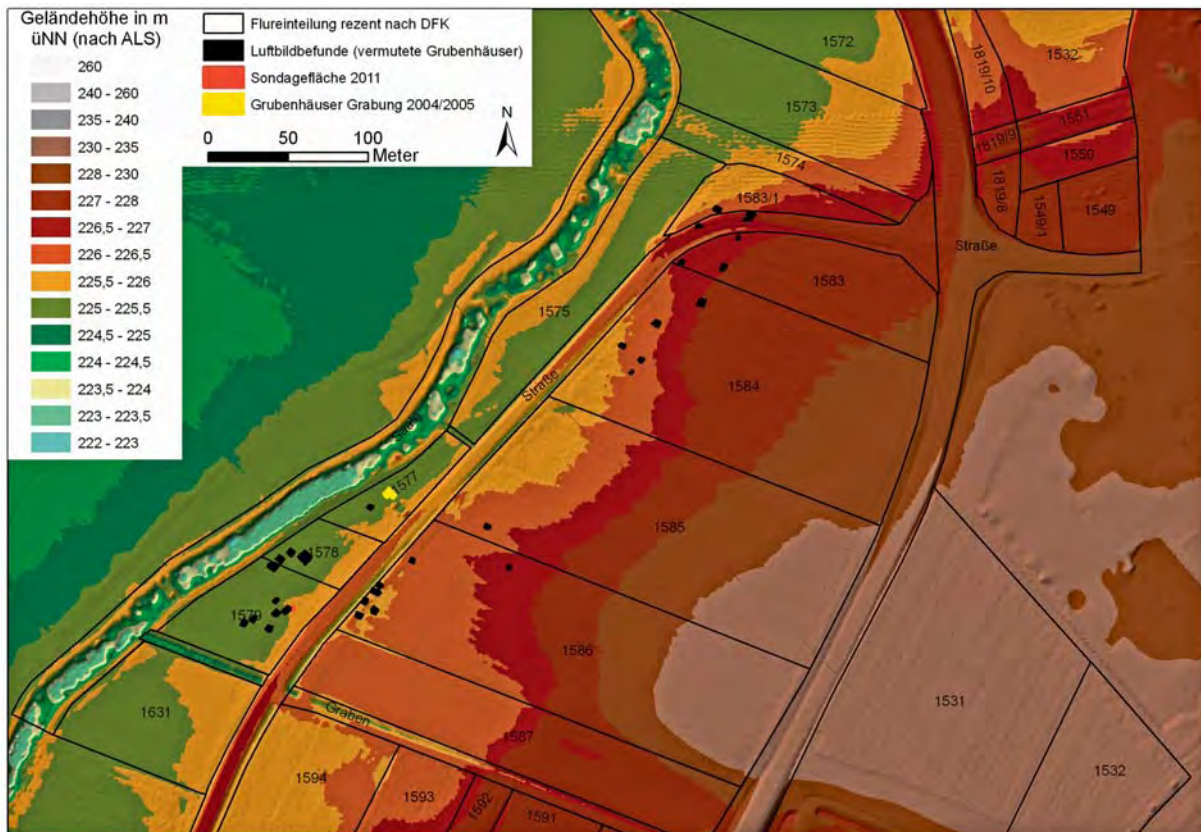 Geländehöhe in m
üNN (nach ALS)
260
240 - 260
235 - 240
230 - 235
228 - 230
227 - 228
226,5 - 227
226 - 226,5
225,5 - 226
225 - 225,5
224,5 - 225
224 - 224,5
223,5 - 224
223 - 223,5
222 - 223
Flureinteilung rezent nach DFK
Luftbildbefunde (vermutete Grubenhäuser)
Sondagefläche 2011
Grubenhäuser Grabung 2004/2005
N
0 50 100
Meter
1572
1819/10
1532
1573
1551
1819/9
1550
1574
1583/1
1819/8
1549/1
1549
Straße
1583
1575
Straße
1584
1577
1585
1578
1579
1586
1631
1531
Graben
1587
1532
1594
1593
1592
1591